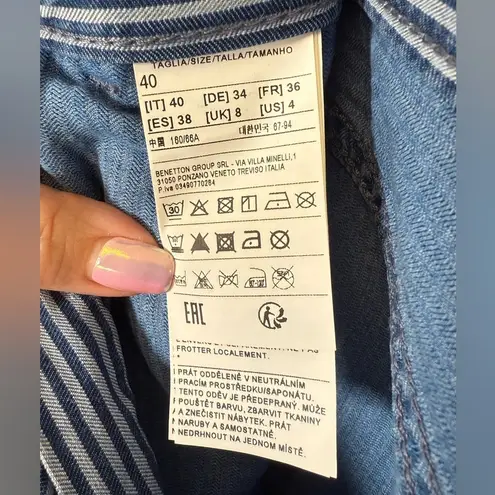 TAGLIA/SIZE/TALLA/TAMANHO
40
[IT] 40 [DE] 34 [FR] 36
[ES] 38 [UK] 8 [US] 4
中国 160/66A 대한민국 67-94
BENETTON GROUP SRL - VIA VILLA MINELLI,1
31050 PONZANO VENETO TREVISO ITALIA
P.Iva 03490770264
30
EAC
FROTTER LOCALEMENT.
PRÁT ODDĚLENĚ V NEUTRÁLNÍM
PRACÍM PROSTŘEDKU/SAPONÁTU.
TENTO ODĚV JE PŘEDEPRANÝ. MŮŽE
POUŠTĚT BARVU, ZBARVIT TKANINY
A ZNEČISTIT NÁBYTEK. PRÁT
NARUBY A SAMOSTATNĚ.
NEDRHNOUT NA JEDNOM MÍSTĚ.